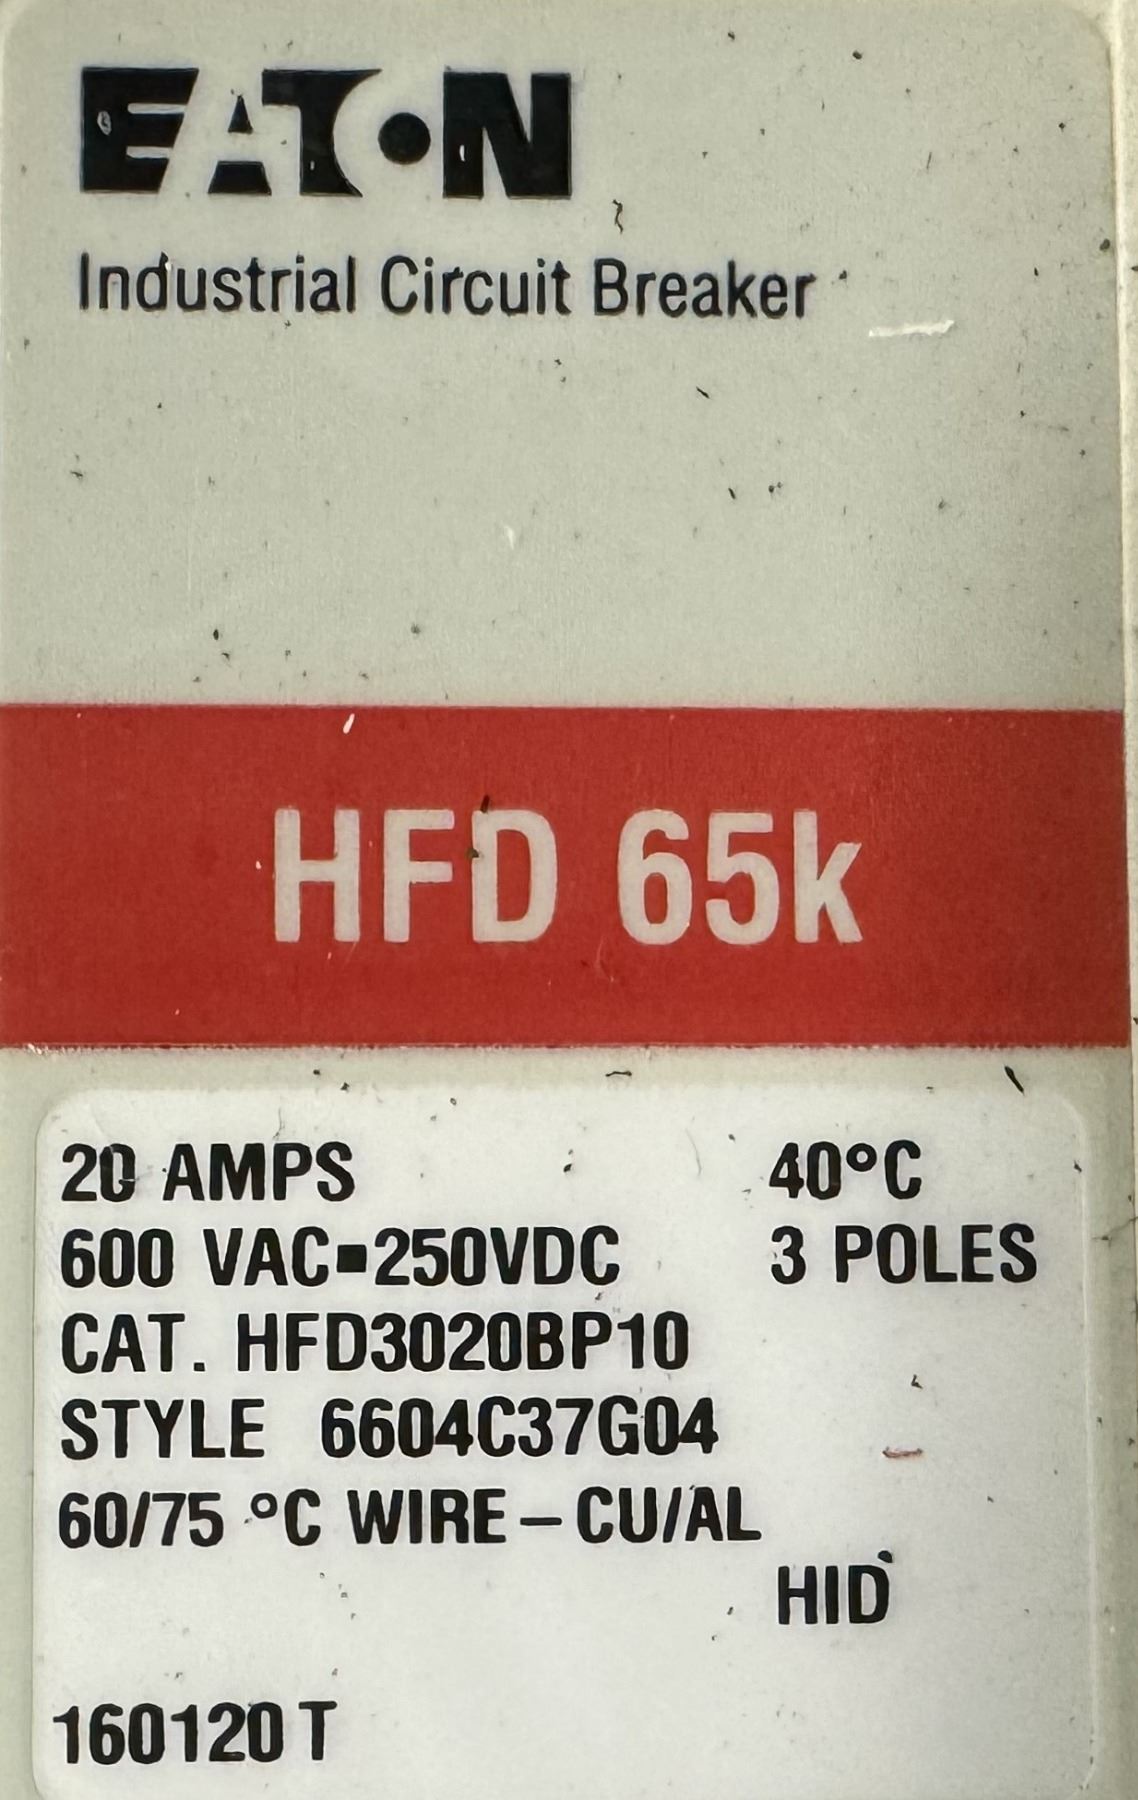 EATON
Industrial Circuit Breaker
HFD 65k
20 AMPS 40°C
600 VAC▪250VDC 3 POLES
CAT. HFD3020BP10
STYLE 6604C37G04
60/75 °C WIRE – CU/AL
HID
160120 T